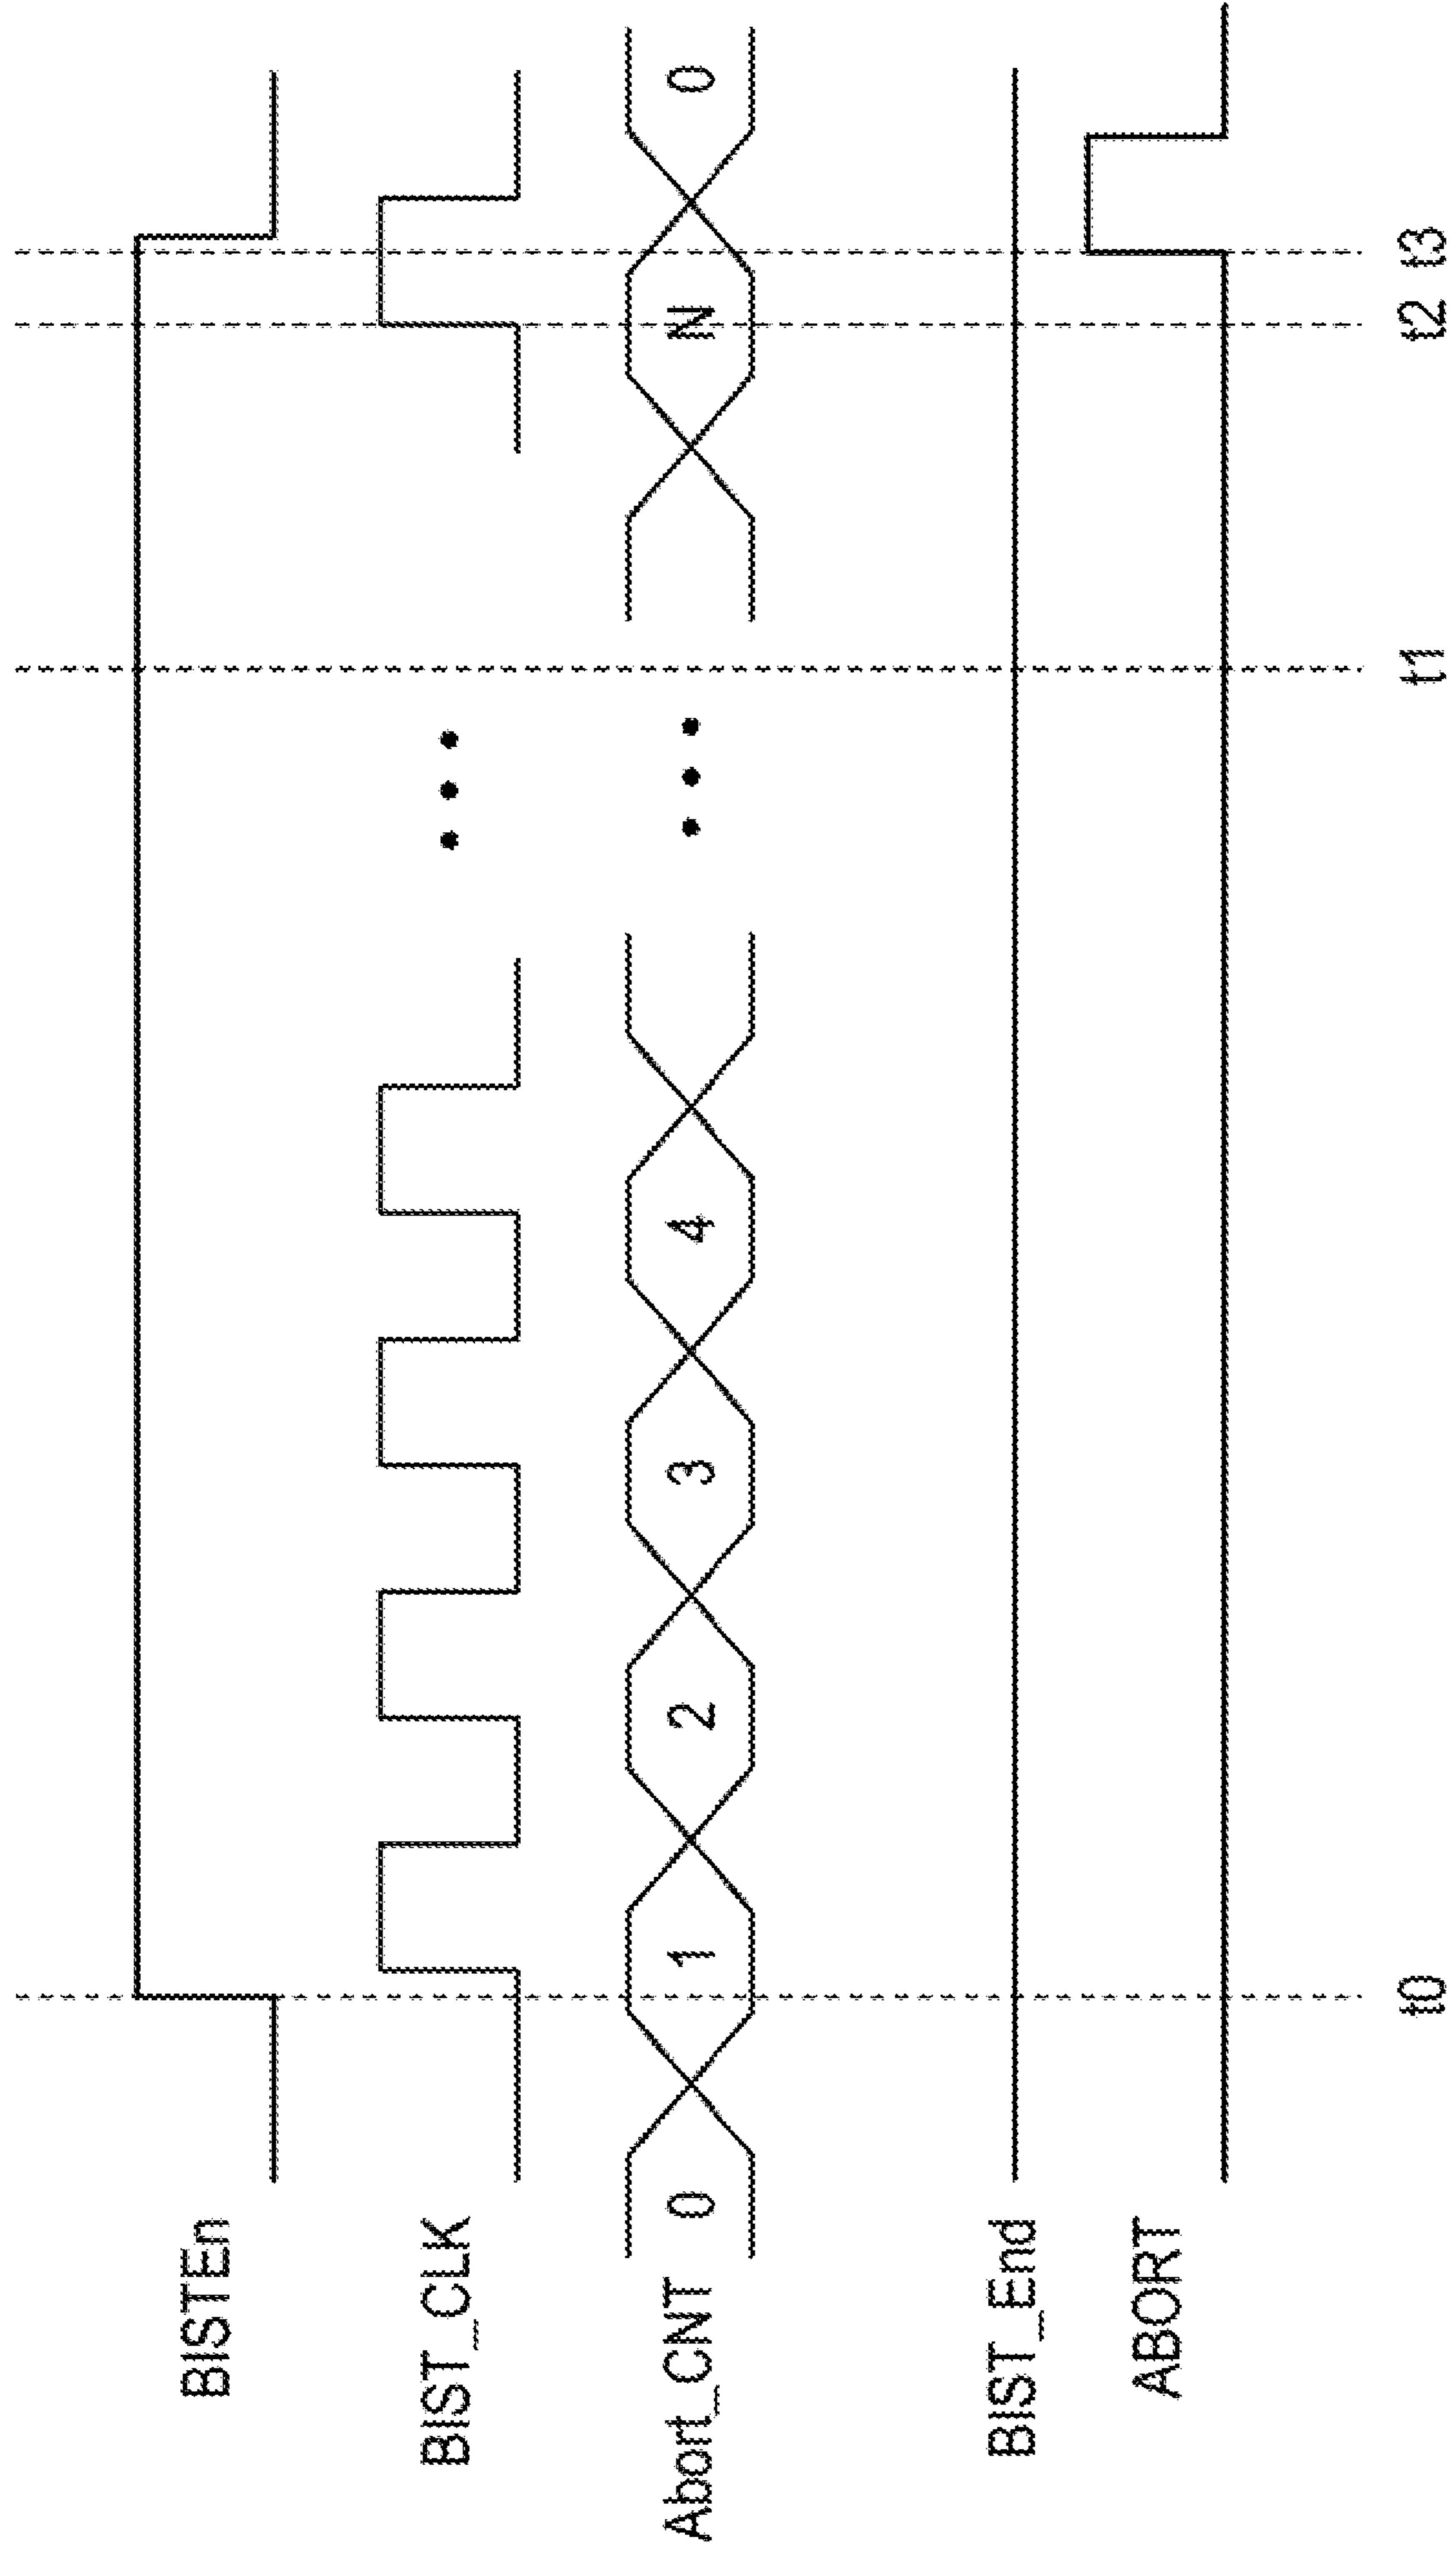 BISTEn
BIST_CLK
Abort_CNT 0 1 2 3 4 N 0
BIST_End
ABORT
t0 t1 t2 t3